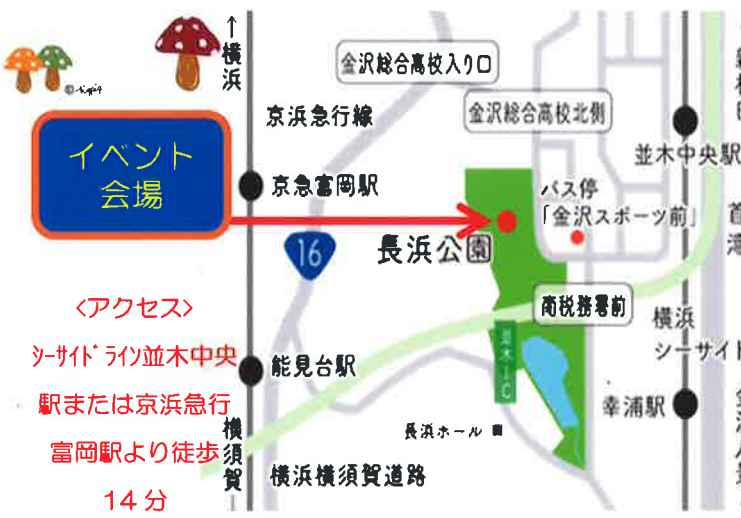 ↑横浜
金沢総合高校入り口
京浜急行線
金沢総合高校北側
イベント
会場
並木中央駅
京急富岡駅
バス停
「金沢スポーツ前」
16
長浜公園
<アクセス>
シーサイドライン並木中央
駅または京浜急行
富岡駅より徒歩
14分
南税務署前
横浜
シーサイド
並木IC
能見台駅
幸浦駅
長浜ホール
横須賀
横浜横須賀道路